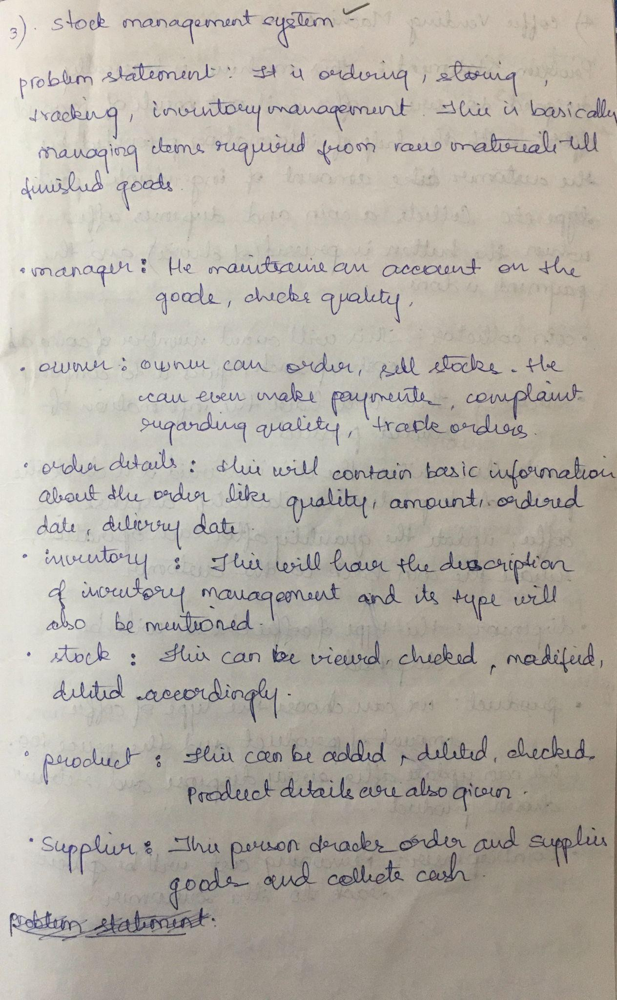 3). stock management system -
problem statement : It is ordering, storing,
tracking, inventory management. This is basically
managing items required from raw materials till
finished goods.
• manager : He maintains an account on the
goods, checks quality,
• owner : owner can order, sell stocks. He
can even make payments, complaint
regarding quality, track orders.
• order details : this will contain basic information
about the order like quality, amount, ordered
date, delivery date.
• inventory : This will have the description
of inventory management and its type will
also be mentioned.
• stock : This can be viewd, checked, modified,
deleted accordingly.
• product : This can be added, deleted, checked.
Product details are also given.
• Supplier : This person tracks order and supplies
goods and collects cash.
problem statement: